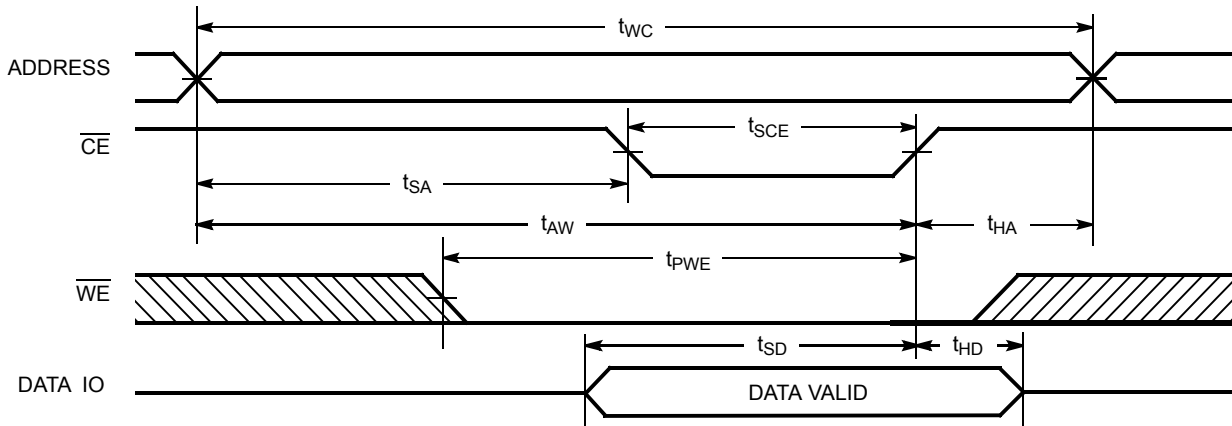 tWC
ADDRESS
CE
tSCE
tSA
tAW
tHA
tPWE
WE
tSD
tHD
DATA IO
DATA VALID